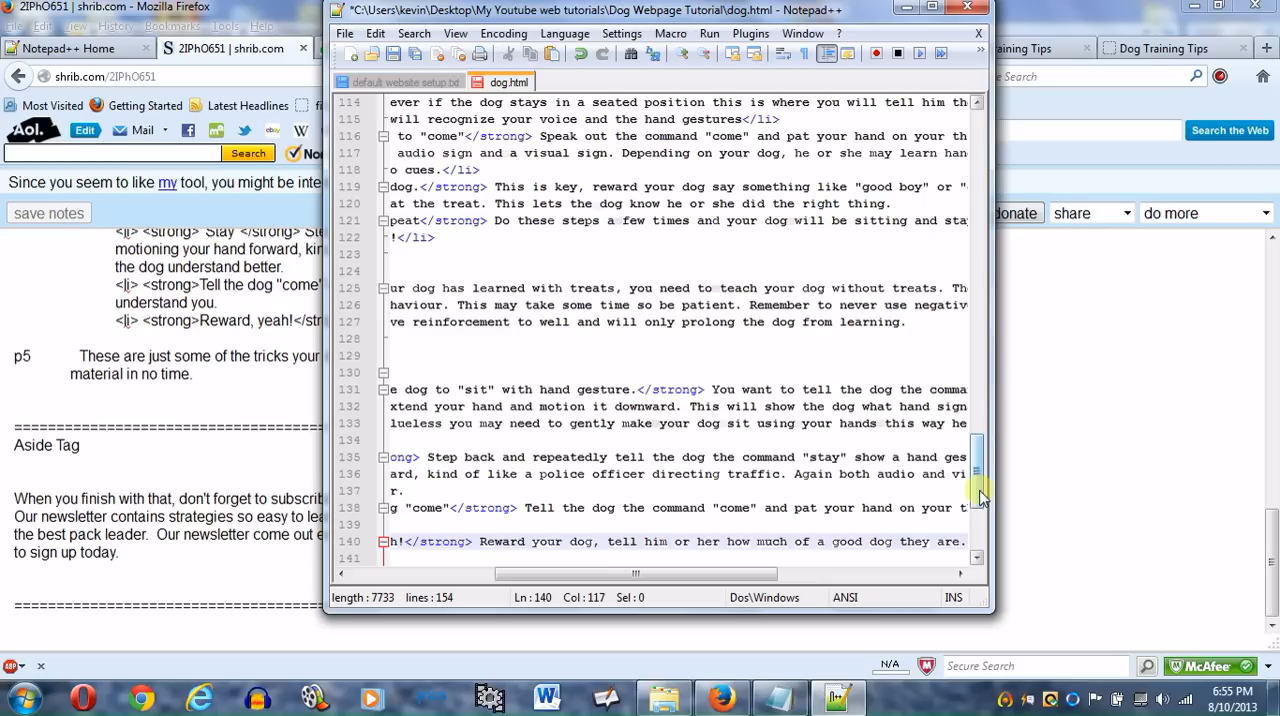 2IPhO651 | shrib.com - Mozilla Firefox
File Edit View History Bookmarks Tools Help
Notepad++ Home
2IPhO651 | shrib.com
shrib.com/2IPhO651
Most Visited
Getting Started
Latest Headlines
Aol.
Edit
Mail
Search
Since you seem to like my tool, you might be inte
save notes
<li> <strong> "Stay"</strong> Ste
motioning your hand forward, kin
the dog understand better.
<li> <strong>Tell the dog "come"
understand you.
<li> <strong>Reward, yeah!</str
p5 These are just some of the tricks your
material in no time.
Aside Tag
When you finish with that, don't forget to subscrib
Our newsletter contains strategies so easy to lea
the best pack leader. Our newsletter come out e
to sign up today.
*C:\Users\kevin\Desktop\My Youtube web tutorials\Dog Webpage Tutorial\dog.html - Notepad++
File Edit Search View Encoding Language Settings Macro Run Plugins Window ? X
default website setup.txt
dog.html
114 ever if the dog stays in a seated position this is where you will tell him th
115 will recognize your voice and the hand gestures</li>
116 to "come"</strong> Speak out the command "come" and pat your hand on your th
117 audio sign and a visual sign. Depending on your dog, he or she may learn han
118 o cues.</li>
119 dog.</strong> This is key, reward your dog say something like "good boy" or "
120 at the treat. This lets the dog know he or she did the right thing.
121 peat</strong> Do these steps a few times and your dog will be sitting and stay
122 !</li>
123
124
125 ur dog has learned with treats, you need to teach your dog without treats. Th
126 haviour. This may take some time so be patient. Remember to never use negativ
127 ve reinforcement to well and will only prolong the dog from learning.
128
129
130
131 e dog to "sit" with hand gesture.</strong> You want to tell the dog the comma
132 xtend your hand and motion it downward. This will show the dog what hand sign
133 lueless you may need to gently make your dog sit using your hands this way he
134
135 ong> Step back and repeatedly tell the dog the command "stay" show a hand ges
136 ard, kind of like a police officer directing traffic. Again both audio and vi
137 r.
138 g "come"</strong> Tell the dog the command "come" and pat your hand on your t
139
140 h!</strong> Reward your dog, tell him or her how much of a good dog they are.
141
length : 7733 lines : 154
Ln : 140 Col : 117 Sel : 0
Dos\Windows
ANSI
INS
aining Tips
Dog Training Tips
Search
Search the Web
donate
share
do more
N/A
Secure Search
McAfee
6:55 PM
8/10/2013